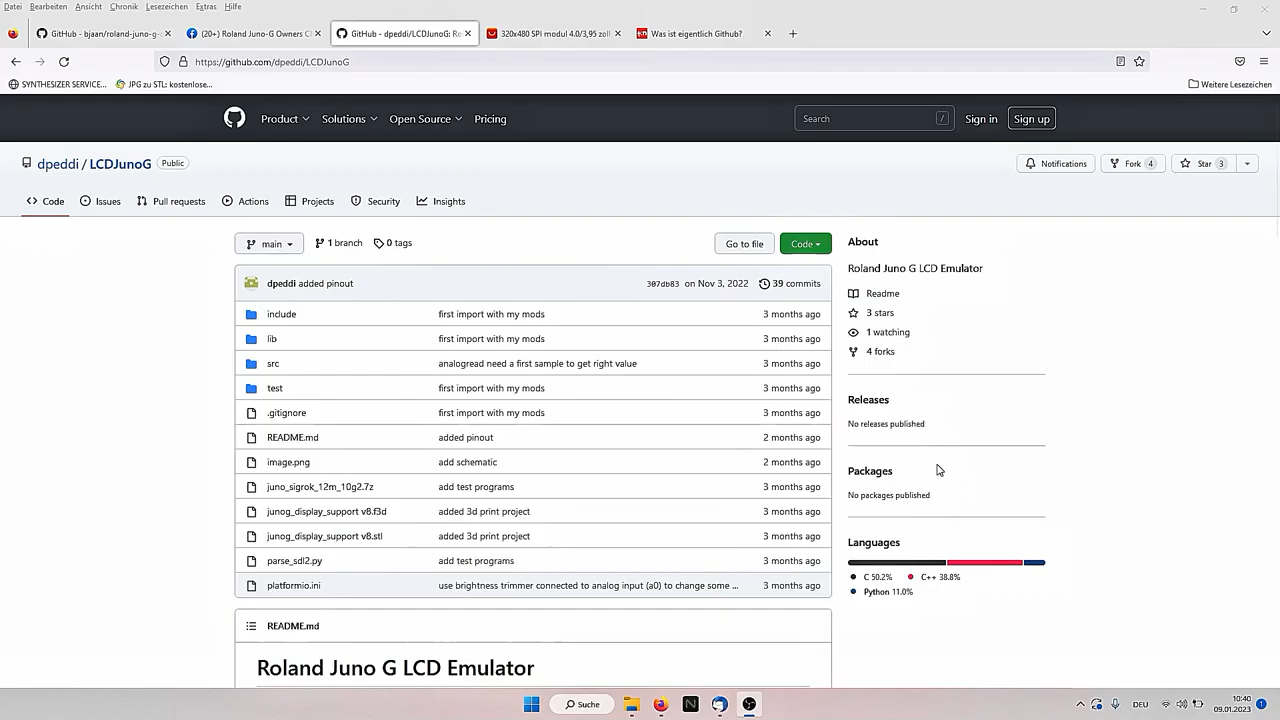 Datei Bearbeiten Ansicht Chronik Lesezeichen Extras Hilfe
GitHub - bjaan/roland-juno-g-
(20+) Roland Juno-G Owners C
GitHub - dpeddi/LCDJunoG: Ro
320x480 SPI modul 4.0/3,95 zoll
Was ist eigentlich Github?
https://github.com/dpeddi/LCDJunoG
SYNTHESIZER SERVICE...
JPG zu STL: kostenlose...
Weitere Lesezeichen
Product
Solutions
Open Source
Pricing
Search /
Sign in
Sign up
dpeddi / LCDJunoG Public
Notifications
Fork 4
Star 3
Code
Issues
Pull requests
Actions
Projects
Security
Insights
main
1 branch
0 tags
Go to file
Code
dpeddi added pinout 307db83 on Nov 3, 2022 39 commits
include first import with my mods 3 months ago
lib first import with my mods 3 months ago
src analogread need a first sample to get right value 3 months ago
test first import with my mods 3 months ago
.gitignore first import with my mods 3 months ago
README.md added pinout 2 months ago
image.png add schematic 2 months ago
juno_sigrok_12m_10g2.7z add test programs 3 months ago
junog_display_support v8.f3d added 3d print project 3 months ago
junog_display_support v8.stl added 3d print project 3 months ago
parse_sdl2.py add test programs 3 months ago
platformio.ini use brightness trimmer connected to analog input (a0) to change some ... 3 months ago
README.md
Roland Juno G LCD Emulator
About
Roland Juno G LCD Emulator
Readme
3 stars
1 watching
4 forks
Releases
No releases published
Packages
No packages published
Languages
C 50.2% C++ 38.8%
Python 11.0%
Suche
DEU
10:40
09.01.2023